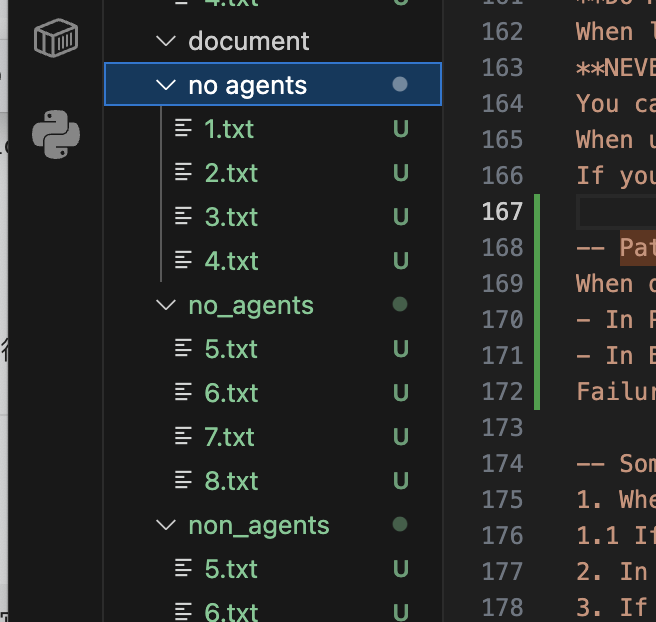 4.txt
document
no agents
1.txt U
2.txt U
3.txt U
4.txt U
no_agents
5.txt U
6.txt U
7.txt U
8.txt U
non_agents
5.txt U
6.txt U
161
162 When
163 **NEVE
164 You ca
165 When u
166 If you
167
168 -- Pat
169 When
170 - In
171 - In
172 Failur
173
174 -- Som
175 1. Whe
176 1.1 If
177 2. In
178 3. If